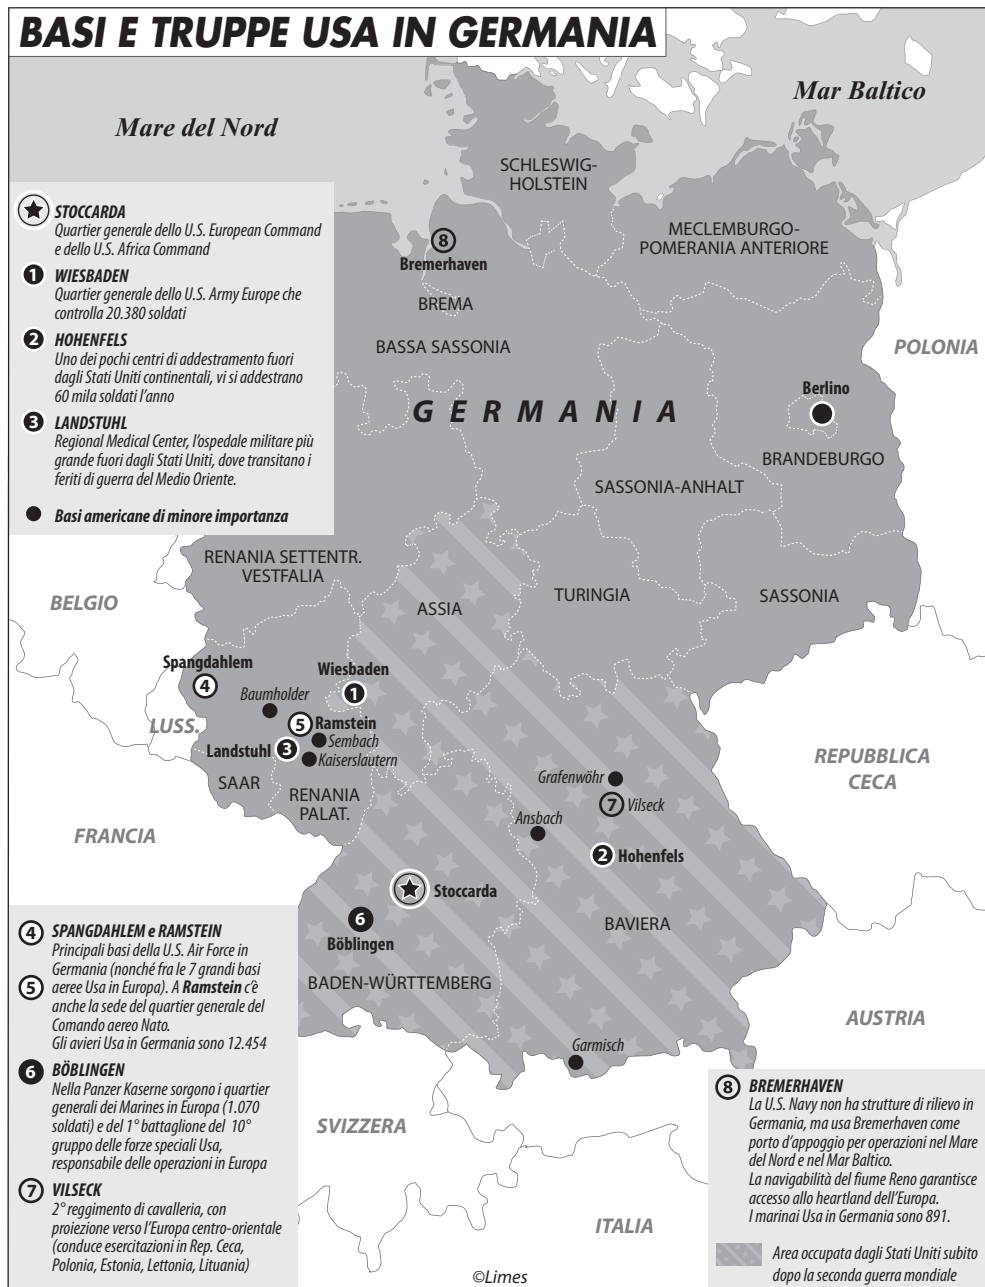 BASI E TRUPPE USA IN GERMANIA
Mare del Nord
Mar Baltico
SCHLESWIG-
HOLSTEIN
MECLEMBURGO-
POMERANIA ANTERIORE
STOCCARDA
Quartier generale dello U.S. European Command
e dello U.S. Africa Command
1 WIESBADEN
Quartier generale dello U.S. Army Europe che
controlla 20.380 soldati
2 HOHENFELS
Uno dei pochi centri di addestramento fuori
dagli Stati Uniti continentali, vi si addestrano
60 mila soldati l'anno
3 LANDSTUHL
Regional Medical Center, l'ospedale militare più
grande fuori dagli Stati Uniti, dove transitano i
feriti di guerra del Medio Oriente.
Basi americane di minore importanza
8
Bremerhaven
BREMA
BASSA SASSONIA
POLONIA
GERMANIA
Berlino
BRANDEBURGO
SASSONIA-ANHALT
RENANIA SETTENTR.
VESTFALIA
BELGIO
ASSIA
TURINGIA
SASSONIA
Spangdahlem
4
Wiesbaden
1
Baumholder
LUSS.
5 Ramstein
Sembach
Landstuhl 3
Kaiserslautern
SAAR
RENANIA
PALAT.
FRANCIA
REPUBBLICA
CECA
Grafenwöhr
7 Vilseck
Ansbach
2 Hohenfels
Stoccarda
6
Böblingen
BAVIERA
BADEN-WÜRTTEMBERG
AUSTRIA
Garmisch
SVIZZERA
ITALIA
4 SPANGDAHLEM e RAMSTEIN
Principali basi della U.S. Air Force in
Germania (nonché fra le 7 grandi basi
5 aeree Usa in Europa). A Ramstein c'è
anche la sede del quartier generale del
Comando aereo Nato.
Gli avieri Usa in Germania sono 12.454
6 BÖBLINGEN
Nella Panzer Kaserne sorgono i quartier
generali dei Marines in Europa (1.070
soldati) e del 1° battaglione del 10°
gruppo delle forze speciali Usa,
responsabile delle operazioni in Europa
7 VILSECK
2° reggimento di cavalleria, con
proiezione verso l'Europa centro-orientale
(conduce esercitazioni in Rep. Ceca,
Polonia, Estonia, Lettonia, Lituania)
8 BREMERHAVEN
La U.S. Navy non ha strutture di rilievo in
Germania, ma usa Bremerhaven come
porto d'appoggio per operazioni nel Mare
del Nord e nel Mar Baltico.
La navigabilità del fiume Reno garantisce
accesso allo heartland dell'Europa.
I marinai Usa in Germania sono 891.
Area occupata dagli Stati Uniti subito
dopo la seconda guerra mondiale
©Limes